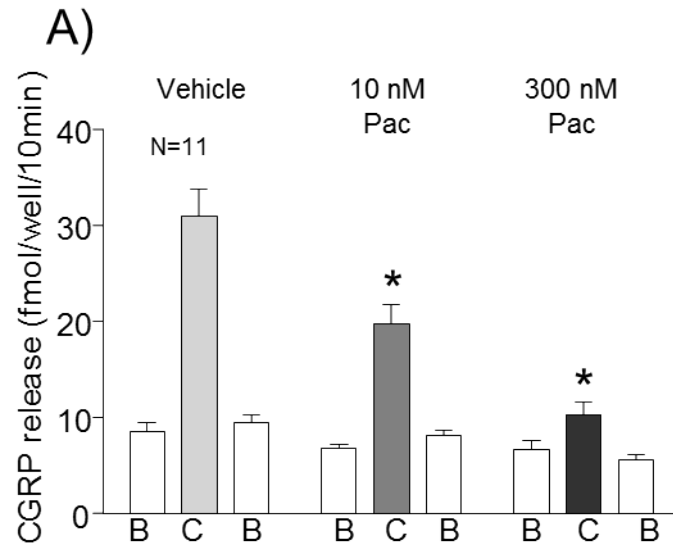 A)
Vehicle
10 nM
Pac
300 nM
Pac
CGRP release (fmol/well/10min)
40
30
20
10
0
N=11
*
*
B C B
B C B
B C B